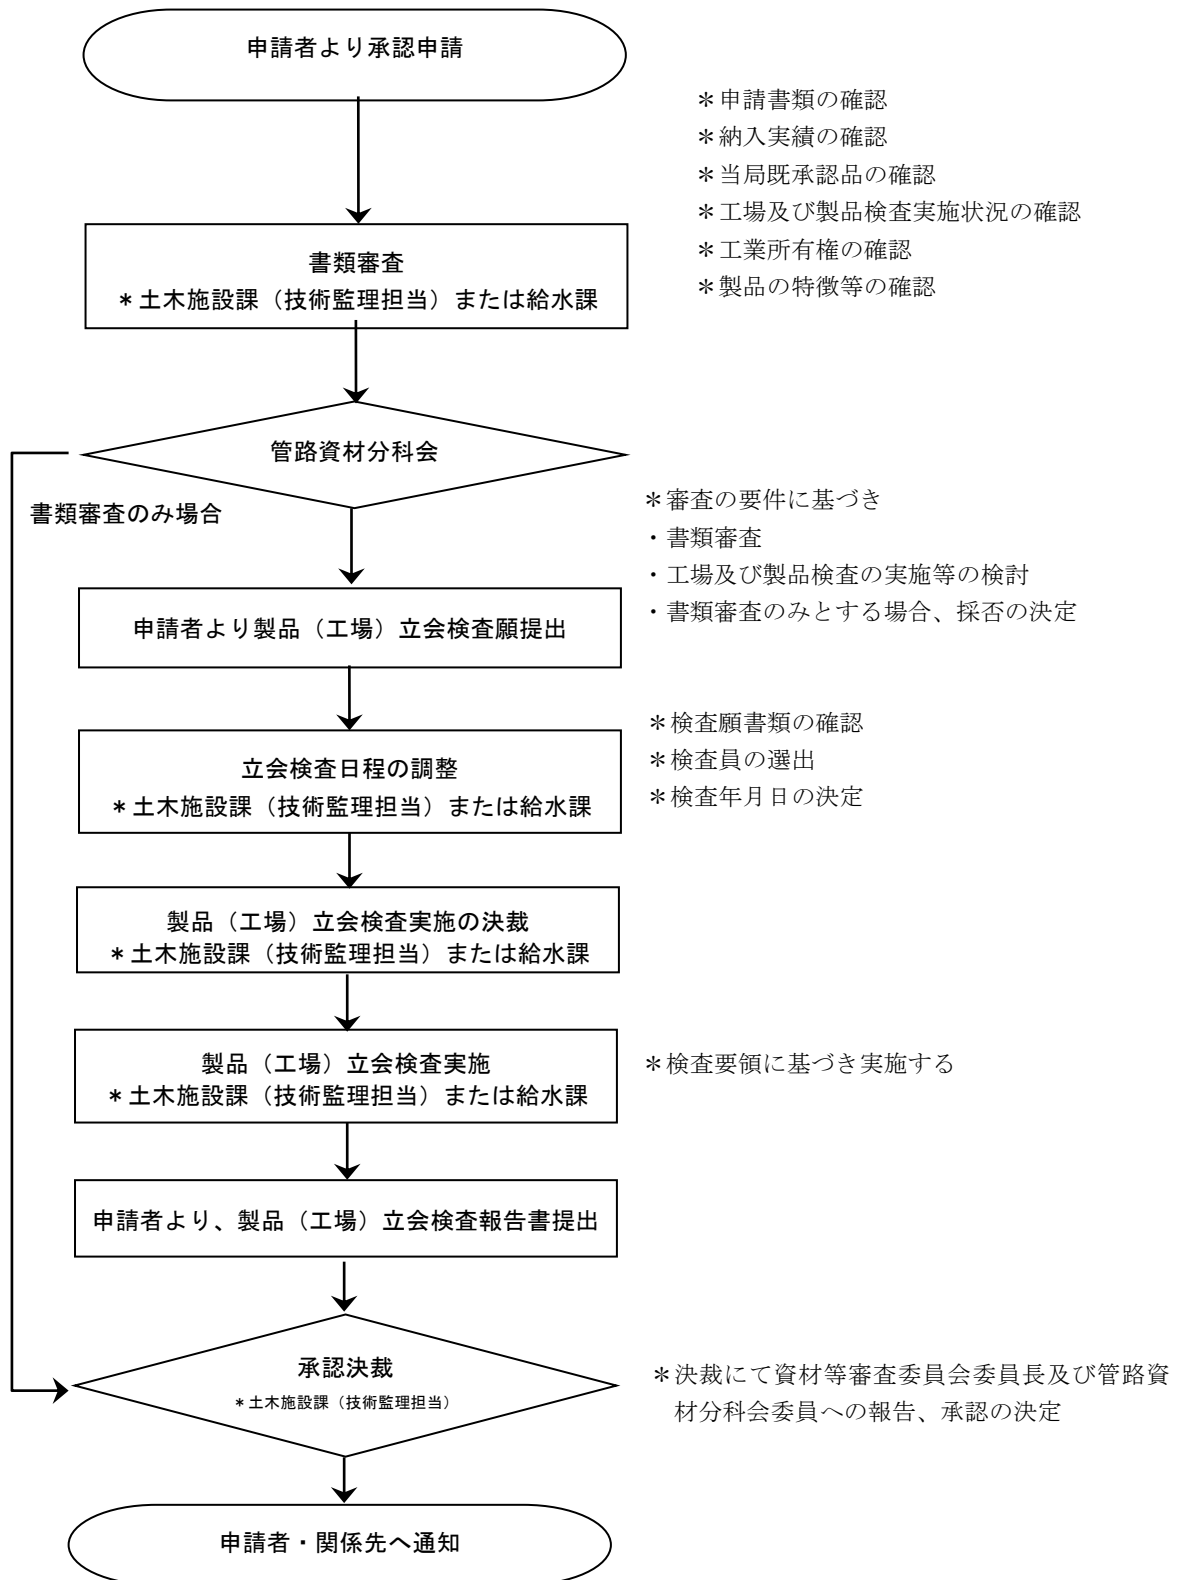 申請者より承認申請
＊申請書類の確認
＊納入実績の確認
＊当局既承認品の確認
＊工場及び製品検査実施状況の確認
＊工業所有権の確認
＊製品の特徴等の確認
書類審査
＊土木施設課（技術監理担当）または給水課
管路資材分科会
書類審査のみ場合
＊審査の要件に基づき
・書類審査
・工場及び製品検査の実施等の検討
・書類審査のみとする場合、採否の決定
申請者より製品（工場）立会検査願提出
立会検査日程の調整
＊土木施設課（技術監理担当）または給水課
＊検査願書類の確認
＊検査員の選出
＊検査年月日の決定
製品（工場）立会検査実施の決裁
＊土木施設課（技術監理担当）または給水課
製品（工場）立会検査実施
＊土木施設課（技術監理担当）または給水課
＊検査要領に基づき実施する
申請者より、製品（工場）立会検査報告書提出
承認決裁
＊土木施設課（技術監理担当）
＊決裁にて資材等審査委員会委員長及び管路資
材分科会委員への報告、承認の決定
申請者・関係先へ通知